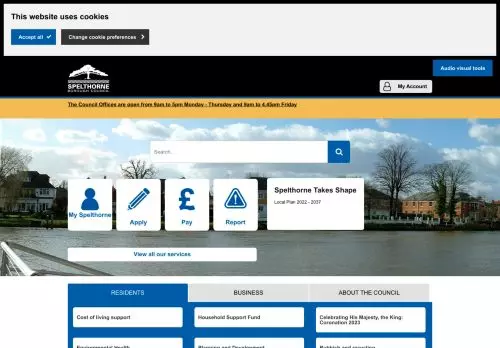 This website uses cookies
Accept all
Change cookie preferences
Audio visual tools
SPELTHORNE
BOROUGH COUNCIL
My Account
The Council Offices are open from 9am to 5pm Monday - Thursday and 9am to 4.45pm Friday
Search...
My Spelthorne
Apply
Pay
Report
Spelthorne Takes Shape
Local Plan 2022 - 2037
View all our services
RESIDENTS
BUSINESS
ABOUT THE COUNCIL
Cost of living support
Household Support Fund
Celebrating His Majesty, the King:
Coronation 2023
Environmental Health
Planning and Development
Rubbish and recycling